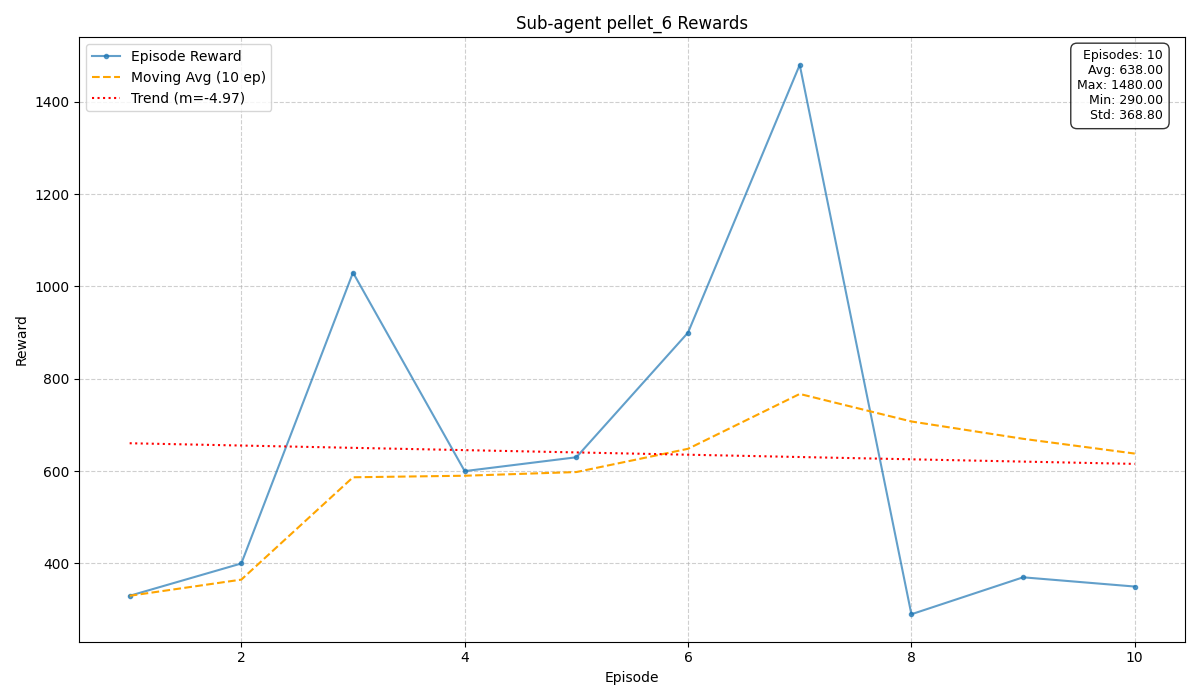 Sub-agent pellet_6 Rewards
Episode Reward
Moving Avg (10 ep)
Trend (m=-4.97)
Episodes: 10
Avg: 638.00
Max: 1480.00
Min: 290.00
Std: 368.80
1400
1200
1000
800
600
400
Reward
2
4
6
8
10
Episode